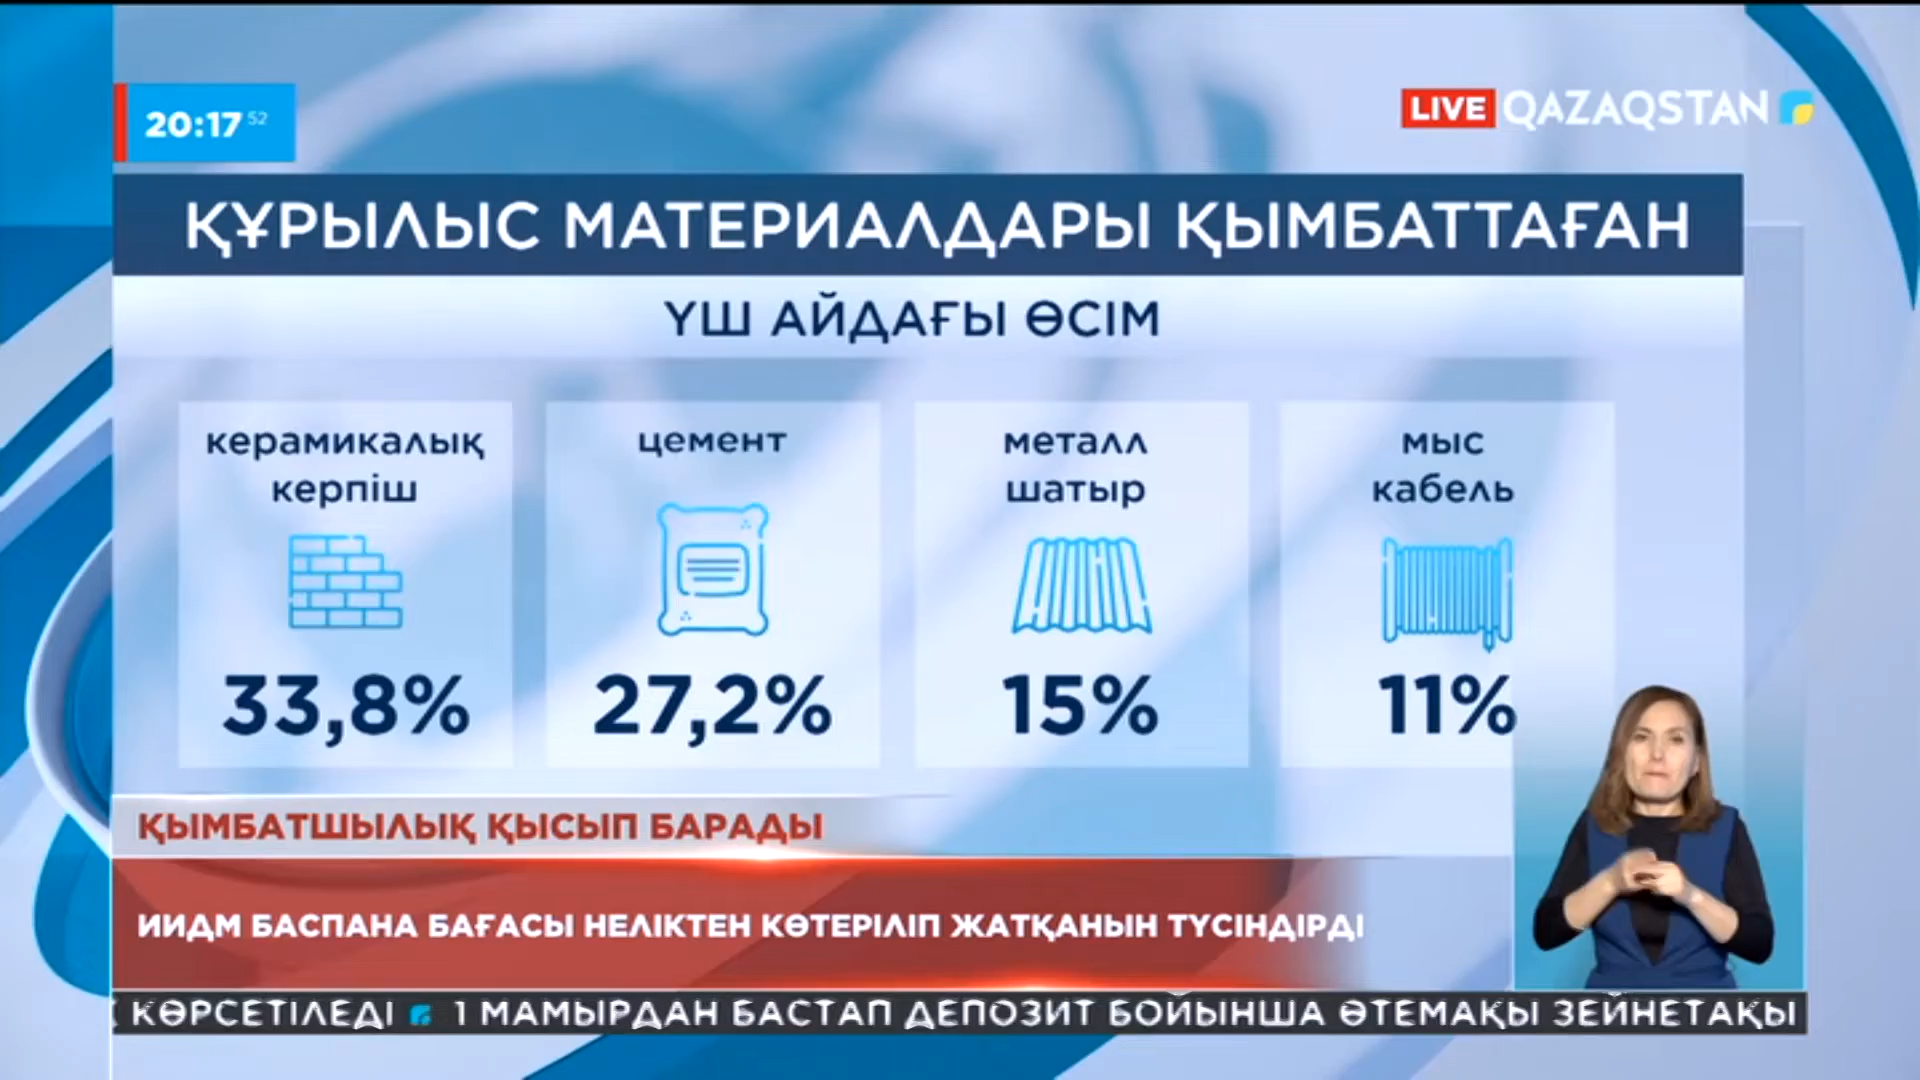 20:17 52
LIVE QAZAQSTAN
ҚҰРЫЛЫС МАТЕРИАЛДАРЫ ҚЫМБАТТАҒАН
ҮШ АЙДАҒЫ ӨСІМ
керамикалық
керпіш
33,8%
цемент
27,2%
металл
шатыр
15%
мыс
кабель
11%
ҚЫМБАТШЫЛЫҚ ҚЫСЫП БАРАДЫ
ИИДМ БАСПАНА БАҒАСЫ НЕЛІКТЕН КӨТЕРІЛІП ЖАТҚАНЫН ТҮСІНДІРДІ
КӨРСЕТІЛЕДІ 1 МАМЫРДАН БАСТАП ДЕПОЗИТ БОЙЫНША ӨТЕМАҚЫ ЗЕЙНЕТАҚЫ